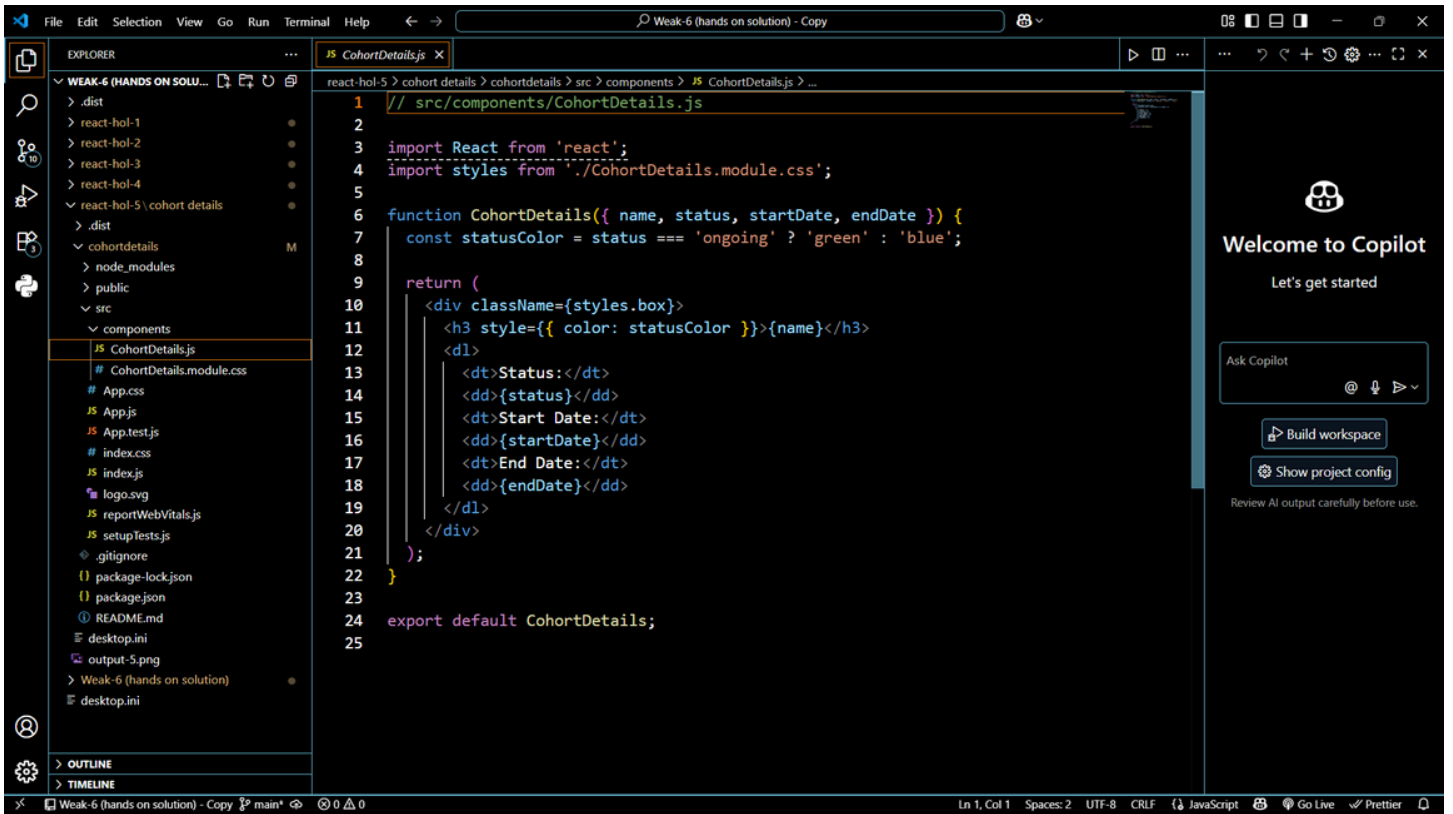 File Edit Selection View Go Run Terminal Help
Weak-6 (hands on solution) - Copy
EXPLORER
WEAK-6 (HANDS ON SOLU...
.dist
react-hol-1
react-hol-2
react-hol-3
react-hol-4
react-hol-5\cohort details
.dist
cohortdetails M
node_modules
public
src
components
JS CohortDetails.js
# CohortDetails.module.css
# App.css
JS App.js
JS App.test.js
# index.css
JS index.js
logo.svg
JS reportWebVitals.js
JS setupTests.js
.gitignore
{} package-lock.json
{} package.json
README.md
desktop.ini
output-5.png
Weak-6 (hands on solution)
desktop.ini
OUTLINE
TIMELINE
10
3
JS CohortDetails.js
react-hol-5 > cohort details > cohortdetails > src > components > JS CohortDetails.js > ...
1 // src/components/CohortDetails.js
2
3 import React from 'react';
4 import styles from './CohortDetails.module.css';
5
6 function CohortDetails({ name, status, startDate, endDate }) {
7 const statusColor = status === 'ongoing' ? 'green' : 'blue';
8
9 return (
10 <div className={styles.box}>
11 <h3 style={{ color: statusColor }}>{name}</h3>
12 <dl>
13 <dt>Status:</dt>
14 <dd>{status}</dd>
15 <dt>Start Date:</dt>
16 <dd>{startDate}</dd>
17 <dt>End Date:</dt>
18 <dd>{endDate}</dd>
19 </dl>
20 </div>
21 );
22 }
23
24 export default CohortDetails;
25
Welcome to Copilot
Let's get started
Ask Copilot
@
Build workspace
Show project config
Review AI output carefully before use.
Weak-6 (hands on solution) - Copy main* 0 0 Ln 1, Col 1 Spaces: 2 UTF-8 CRLF {} JavaScript Go Live Prettier